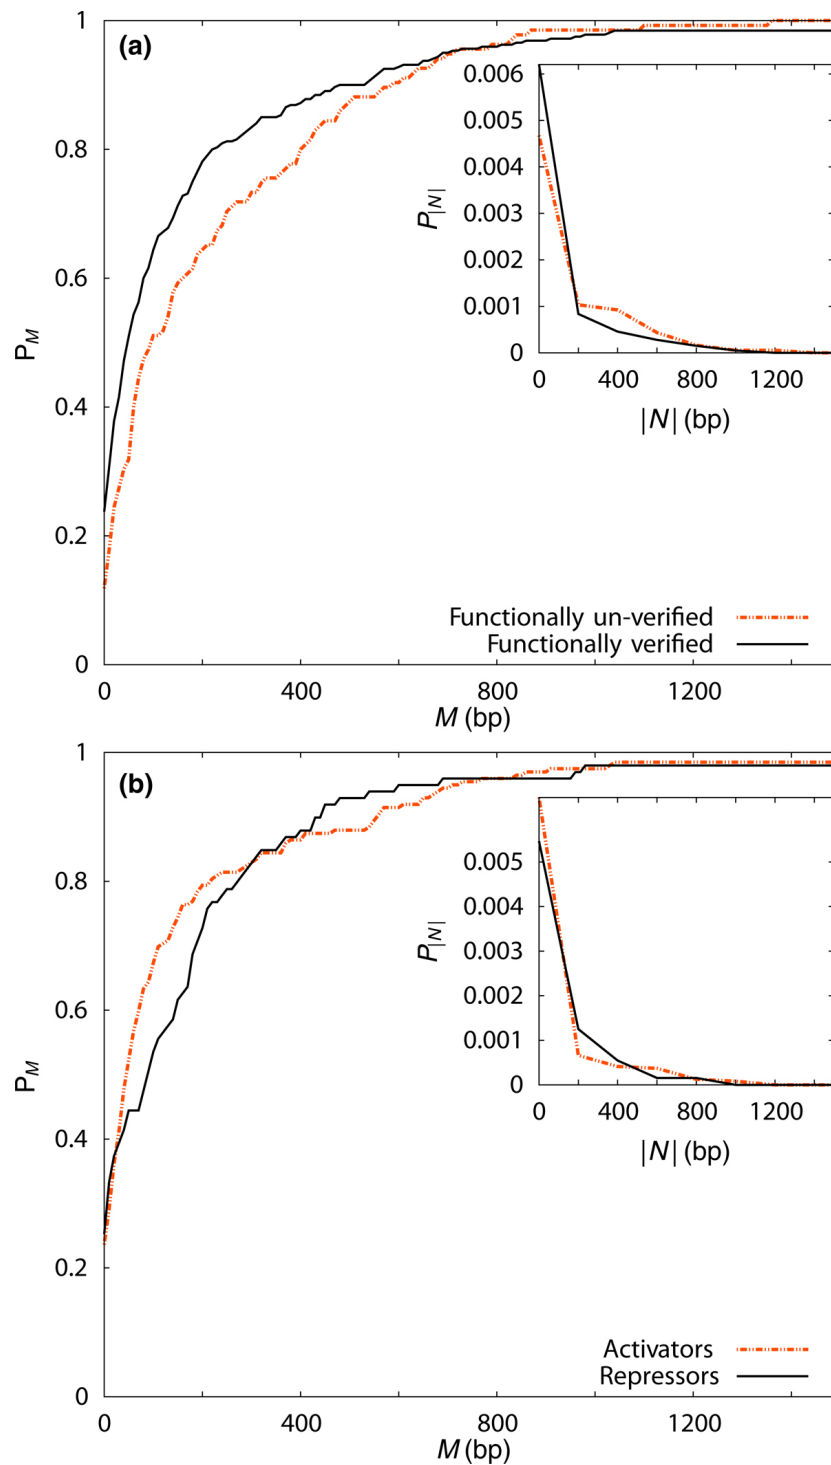 (a)
1
0.8
0.6
0.4
0.2
0
P_M
0 400 800 1200
M (bp)
0.006
0.005
0.004
0.003
0.002
0.001
0
P_|N|
0 400 800 1200
|N| (bp)
Functionally un-verified
Functionally verified
(b)
1
0.8
0.6
0.4
0.2
0
P_M
0 400 800 1200
M (bp)
0.005
0.004
0.003
0.002
0.001
0
P_|N|
0 400 800 1200
|N| (bp)
Activators
Repressors